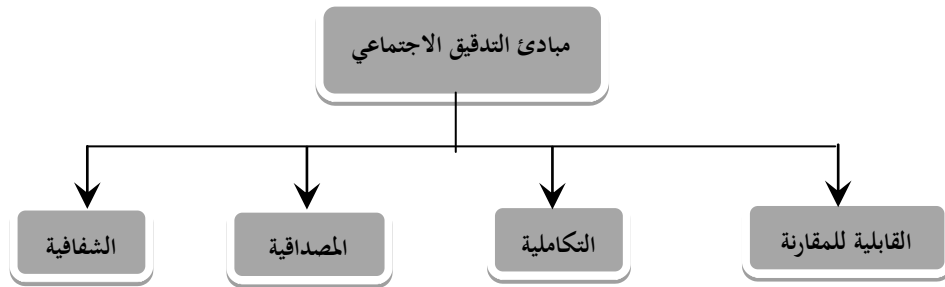 مبادئ التدقيق الاجتماعي
القابلية للمقارنة
التكاملية
المصداقية
الشفافية